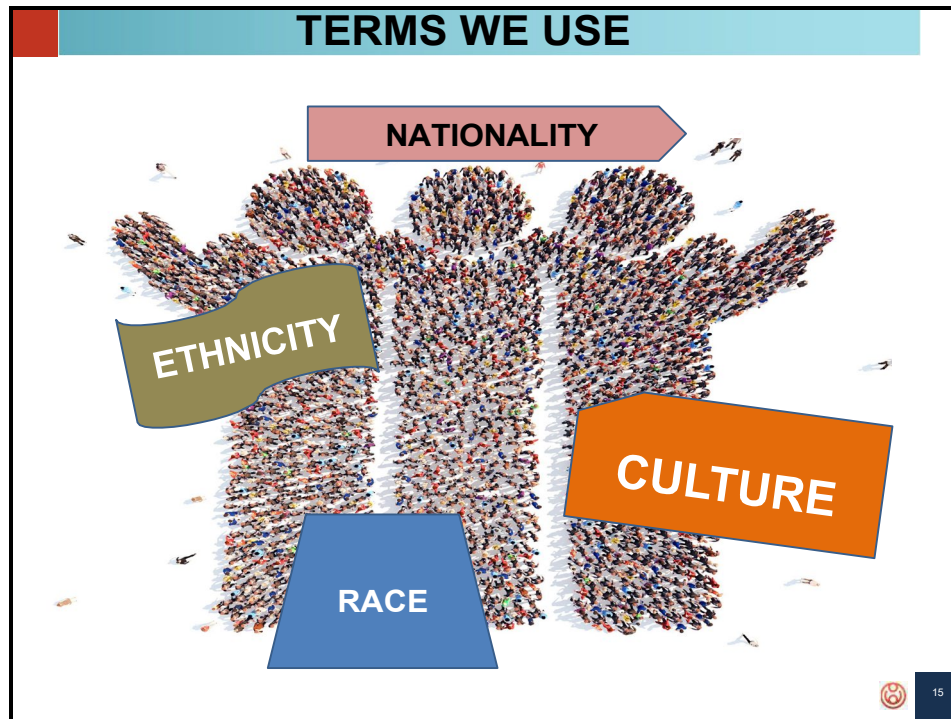 TERMS WE USE
NATIONALITY
ETHNICITY
CULTURE
RACE
15